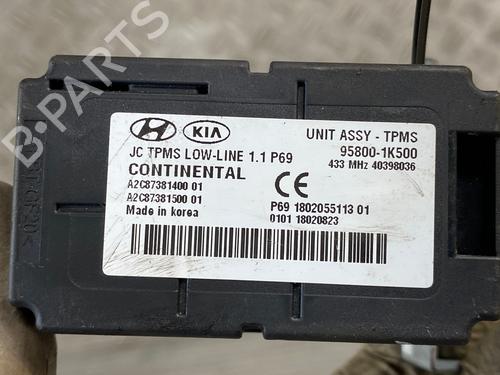 B-PARTS
KIA
UNIT ASSY - TPMS
JC TPMS LOW-LINE 1.1 P69
95800-1K500
CONTINENTAL
433 MHz 40398036
A2C87381400 01
CE
A2C87381500 01
P69 1802055113 01
Made in korea
0101 18020823